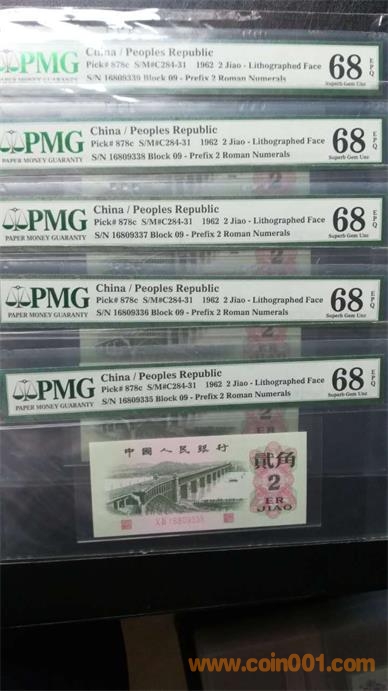 PMG
PAPER MONEY GUARANTY
China / Peoples Republic
Pick# 878c S/M#C284-31 1962 2 Jiao - Lithographed Face
S/N 16809339 Block 09 - Prefix 2 Roman Numerals
68 EPQ
Superb Gem Unc
PMG
PAPER MONEY GUARANTY
China / Peoples Republic
Pick# 878c S/M#C284-31 1962 2 Jiao - Lithographed Face
S/N 16809338 Block 09 - Prefix 2 Roman Numerals
68 EPQ
Superb Gem Unc
PMG
PAPER MONEY GUARANTY
China / Peoples Republic
Pick# 878c S/M#C284-31 1962 2 Jiao - Lithographed Face
S/N 16809337 Block 09 - Prefix 2 Roman Numerals
68 EPQ
Superb Gem Unc
PMG
PAPER MONEY GUARANTY
China / Peoples Republic
Pick# 878c S/M#C284-31 1962 2 Jiao - Lithographed Face
S/N 16809336 Block 09 - Prefix 2 Roman Numerals
68 EPQ
Superb Gem Unc
PMG
PAPER MONEY GUARANTY
China / Peoples Republic
Pick# 878c S/M#C284-31 1962 2 Jiao - Lithographed Face
S/N 16809335 Block 09 - Prefix 2 Roman Numerals
68 EPQ
Superb Gem Unc
中國人民銀行
貳角
2
ER
JIAO
16809335
www.coin001.com